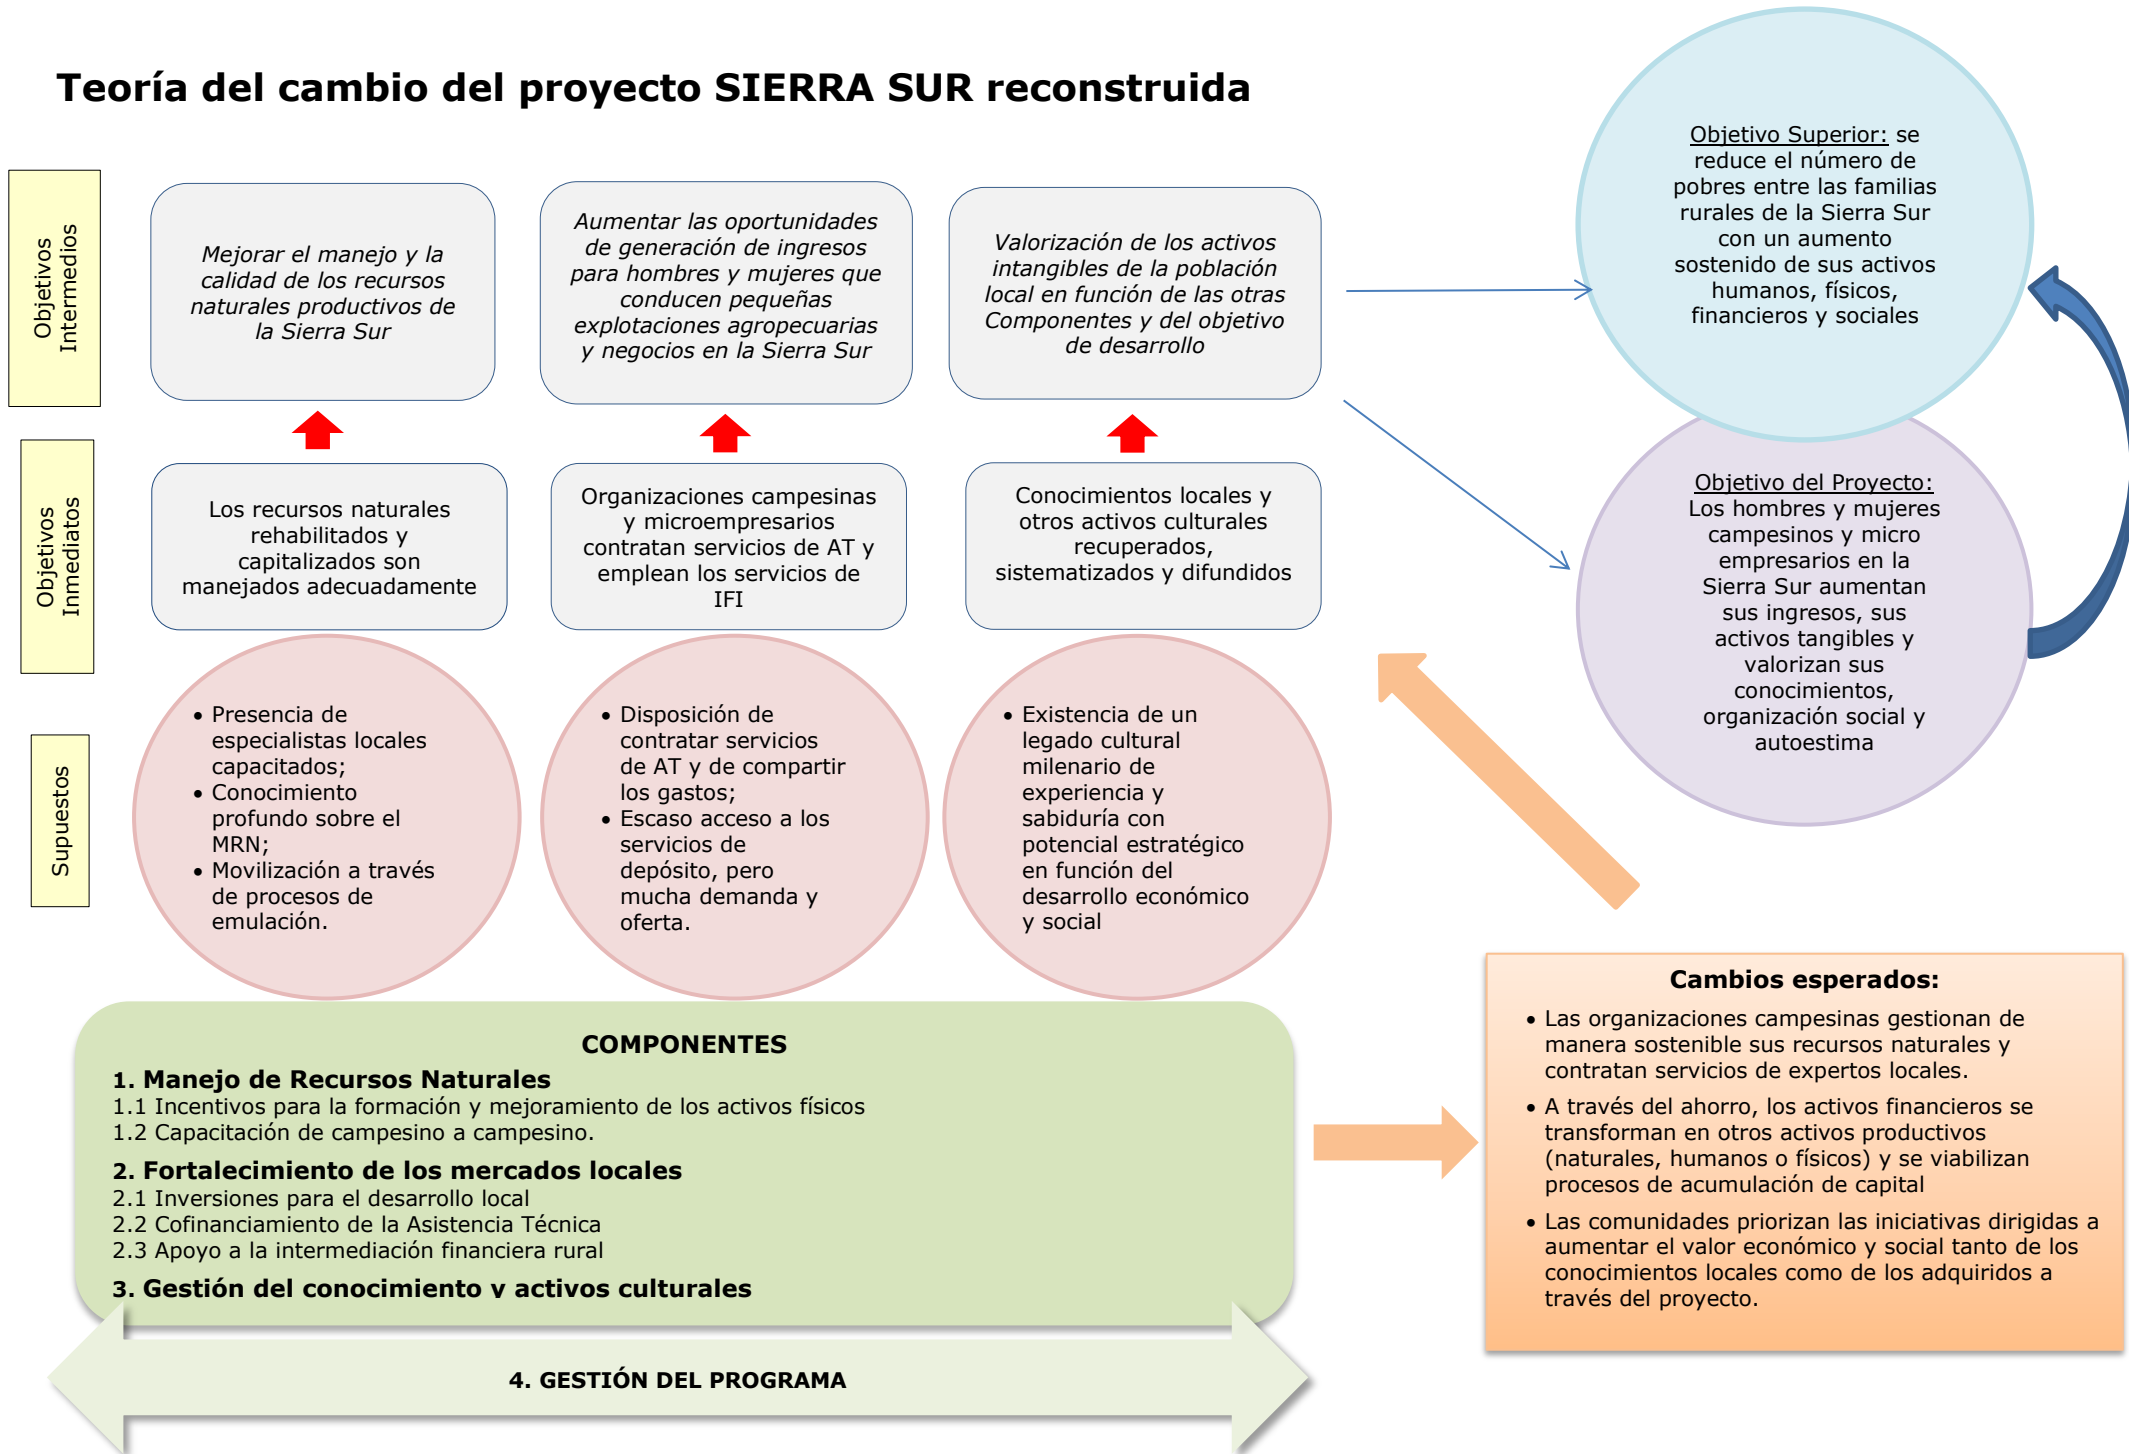 Teoría del cambio del proyecto SIERRA SUR reconstruida
Objetivos
Intermedios
Mejorar el manejo y la
calidad de los recursos
naturales productivos de
la Sierra Sur
Aumentar las oportunidades
de generación de ingresos
para hombres y mujeres que
conducen pequeñas
explotaciones agropecuarias
y negocios en la Sierra Sur
Valorización de los activos
intangibles de la población
local en función de las otras
Componentes y del objetivo
de desarrollo
Objetivo Superior: se
reduce el número de
pobres entre las familias
rurales de la Sierra Sur
con un aumento
sostenido de sus activos
humanos, físicos,
financieros y sociales
Objetivos
Inmediatos
Los recursos naturales
rehabilitados y
capitalizados son
manejados adecuadamente
Organizaciones campesinas
y microempresarios
contratan servicios de AT y
emplean los servicios de
IFI
Conocimientos locales y
otros activos culturales
recuperados,
sistematizados y difundidos
Objetivo del Proyecto:
Los hombres y mujeres
campesinos y micro
empresarios en la
Sierra Sur aumentan
sus ingresos, sus
activos tangibles y
valorizan sus
conocimientos,
organización social y
autoestima
Supuestos
• Presencia de
especialistas locales
capacitados;
• Conocimiento
profundo sobre el
MRN;
• Movilización a través
de procesos de
emulación.
• Disposición de
contratar servicios
de AT y de compartir
los gastos;
• Escaso acceso a los
servicios de
depósito, pero
mucha demanda y
oferta.
• Existencia de un
legado cultural
milenario de
experiencia y
sabiduría con
potencial estratégico
en función del
desarrollo económico
y social
COMPONENTES
1. Manejo de Recursos Naturales
1.1 Incentivos para la formación y mejoramiento de los activos físicos
1.2 Capacitación de campesino a campesino.
2. Fortalecimiento de los mercados locales
2.1 Inversiones para el desarrollo local
2.2 Cofinanciamiento de la Asistencia Técnica
2.3 Apoyo a la intermediación financiera rural
3. Gestión del conocimiento y activos culturales
4. GESTIÓN DEL PROGRAMA
Cambios esperados:
• Las organizaciones campesinas gestionan de
manera sostenible sus recursos naturales y
contratan servicios de expertos locales.
• A través del ahorro, los activos financieros se
transforman en otros activos productivos
(naturales, humanos o físicos) y se viabilizan
procesos de acumulación de capital
• Las comunidades priorizan las iniciativas dirigidas a
aumentar el valor económico y social tanto de los
conocimientos locales como de los adquiridos a
través del proyecto.